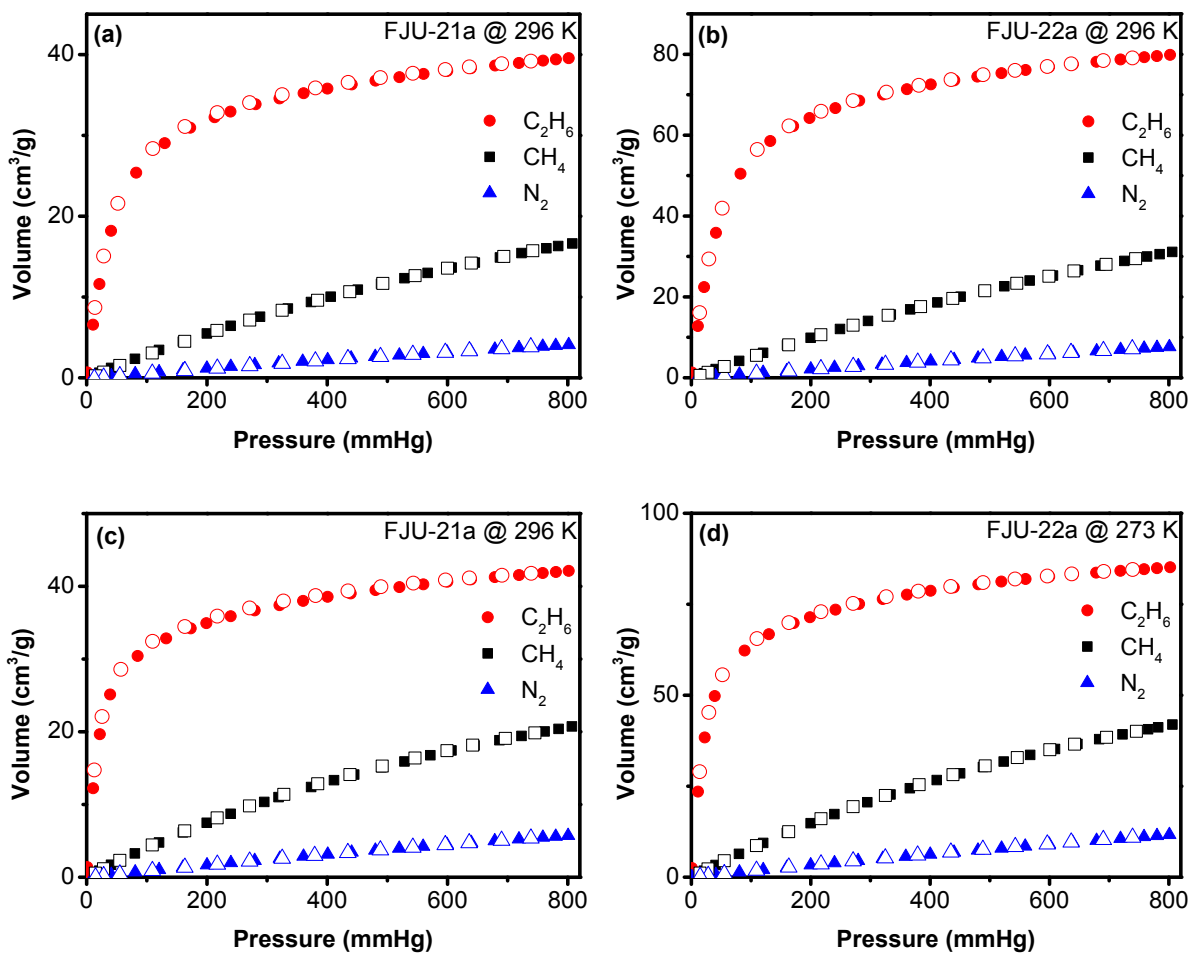 (a)
FJU-21a @ 296 K
Volume (cm³/g)
40
20
0
C₂H₆
CH₄
N₂
0 200 400 600 800
Pressure (mmHg)
(b)
FJU-22a @ 296 K
Volume (cm³/g)
80
60
40
20
0
C₂H₆
CH₄
N₂
0 200 400 600 800
Pressure (mmHg)
(c)
FJU-21a @ 296 K
Volume (cm³/g)
40
20
0
C₂H₆
CH₄
N₂
0 200 400 600 800
Pressure (mmHg)
(d)
FJU-22a @ 273 K
Volume (cm³/g)
100
50
0
C₂H₆
CH₄
N₂
0 200 400 600 800
Pressure (mmHg)